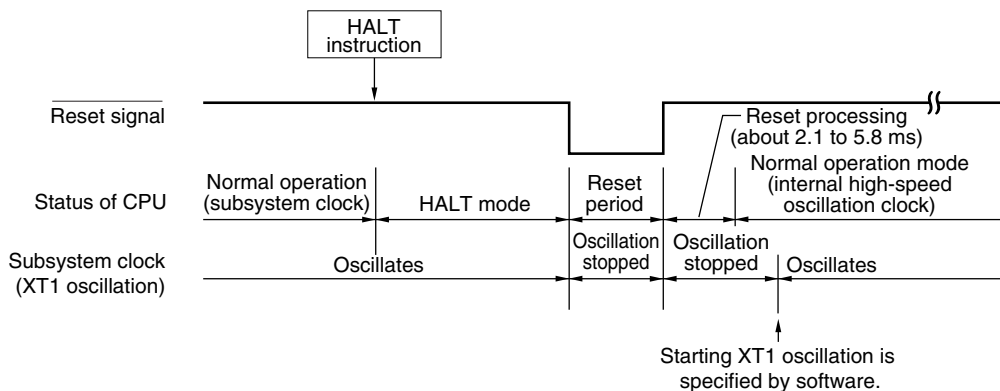 HALT
instruction
Reset signal
Reset processing
(about 2.1 to 5.8 ms)
Status of CPU
Normal operation
(subsystem clock)
HALT mode
Reset
period
Normal operation mode
(internal high-speed
oscillation clock)
Subsystem clock
(XT1 oscillation)
Oscillates
Oscillation
stopped
Oscillation
stopped
Oscillates
Starting XT1 oscillation is
specified by software.